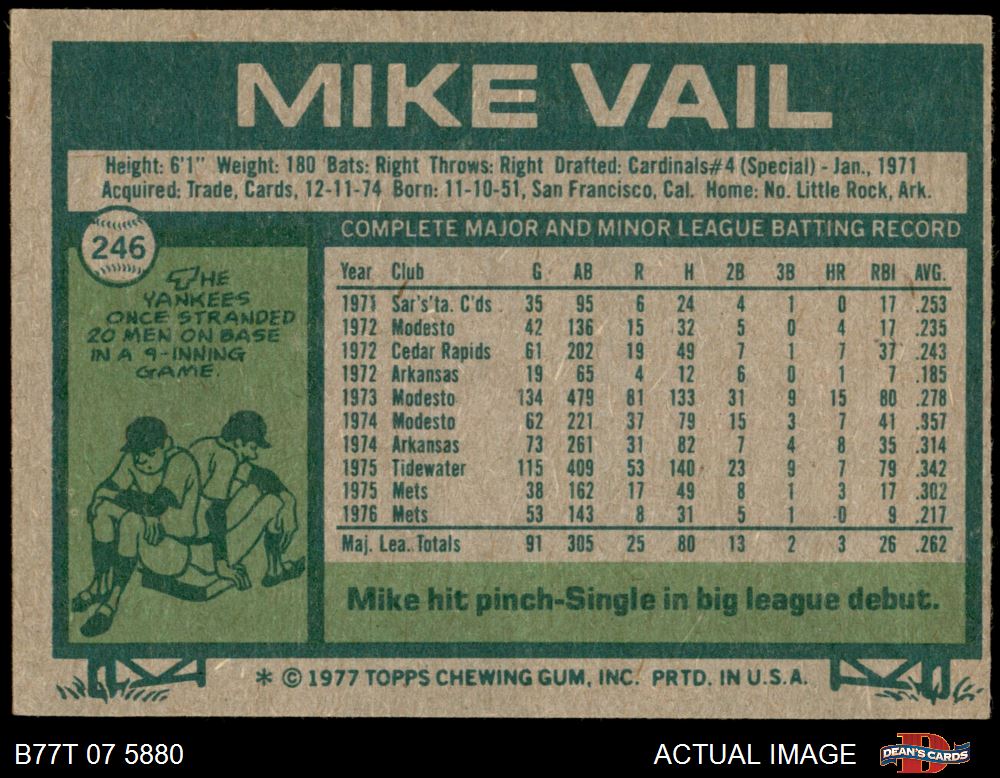 MIKE VAIL
Height: 6'1" Weight: 180 Bats: Right Throws: Right Drafted: Cardinals#4 (Special) - Jan., 1971
Acquired: Trade, Cards, 12-11-74 Born: 11-10-51, San Francisco, Cal. Home: No. Little Rock, Ark.
246
THE
YANKEES
ONCE STRANDED
20 MEN ON BASE
IN A 9-INNING
GAME.
COMPLETE MAJOR AND MINOR LEAGUE BATTING RECORD
Year Club G AB R H 2B 3B HR RBI AVG.
1971 Sar's'ta. C'ds. 35 95 6 24 4 1 0 17 .253
1972 Modesto 42 136 15 32 5 0 4 17 .235
1972 Cedar Rapids 61 202 19 49 7 1 7 37 .243
1972 Arkansas 19 65 4 12 6 0 1 7 .185
1973 Modesto 134 479 81 133 31 9 15 80 .278
1974 Modesto 62 221 37 79 15 3 7 41 .357
1974 Arkansas 73 261 31 82 7 4 8 35 .314
1975 Tidewater 115 409 53 140 23 9 7 79 .342
1975 Mets 38 162 17 49 8 1 3 17 .302
1976 Mets 53 143 8 31 5 1 0 9 .217
Maj. Lea. Totals 91 305 25 80 13 2 3 26 .262
Mike hit pinch-Single in big league debut.
* © 1977 TOPPS CHEWING GUM, INC. PRTD. IN U.S.A.
B77T 07 5880
ACTUAL IMAGE
D
DEAN'S CARDS